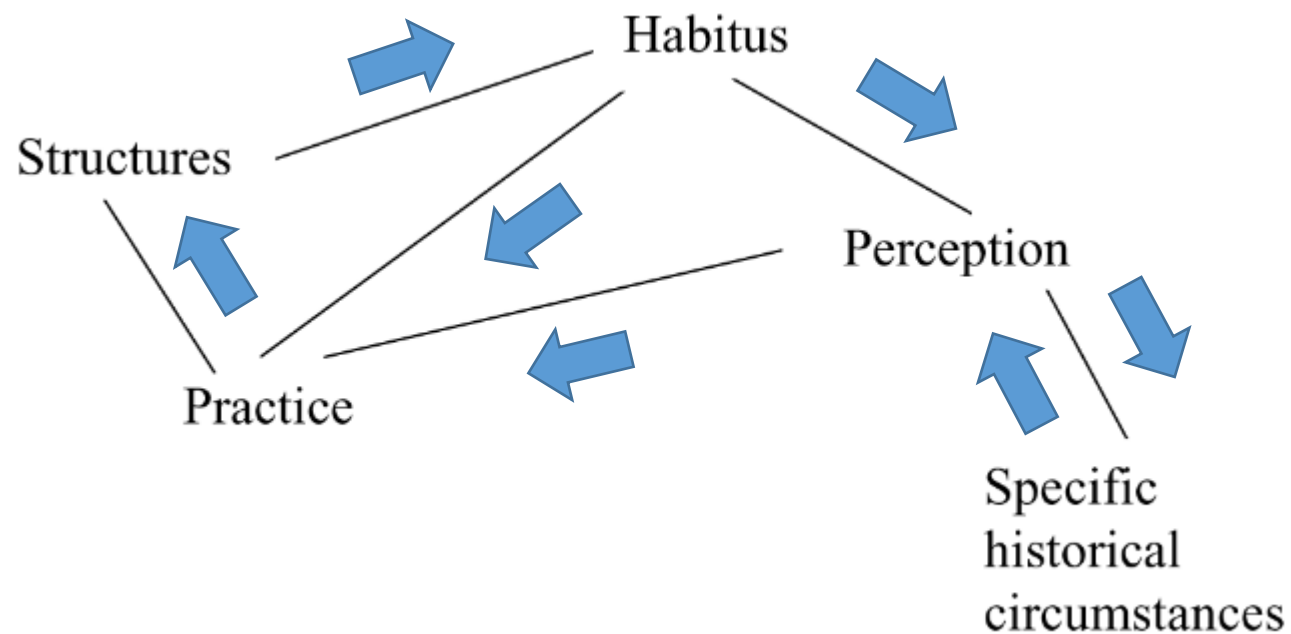 Habitus
Structures
Perception
Practice
Specific
historical
circumstances